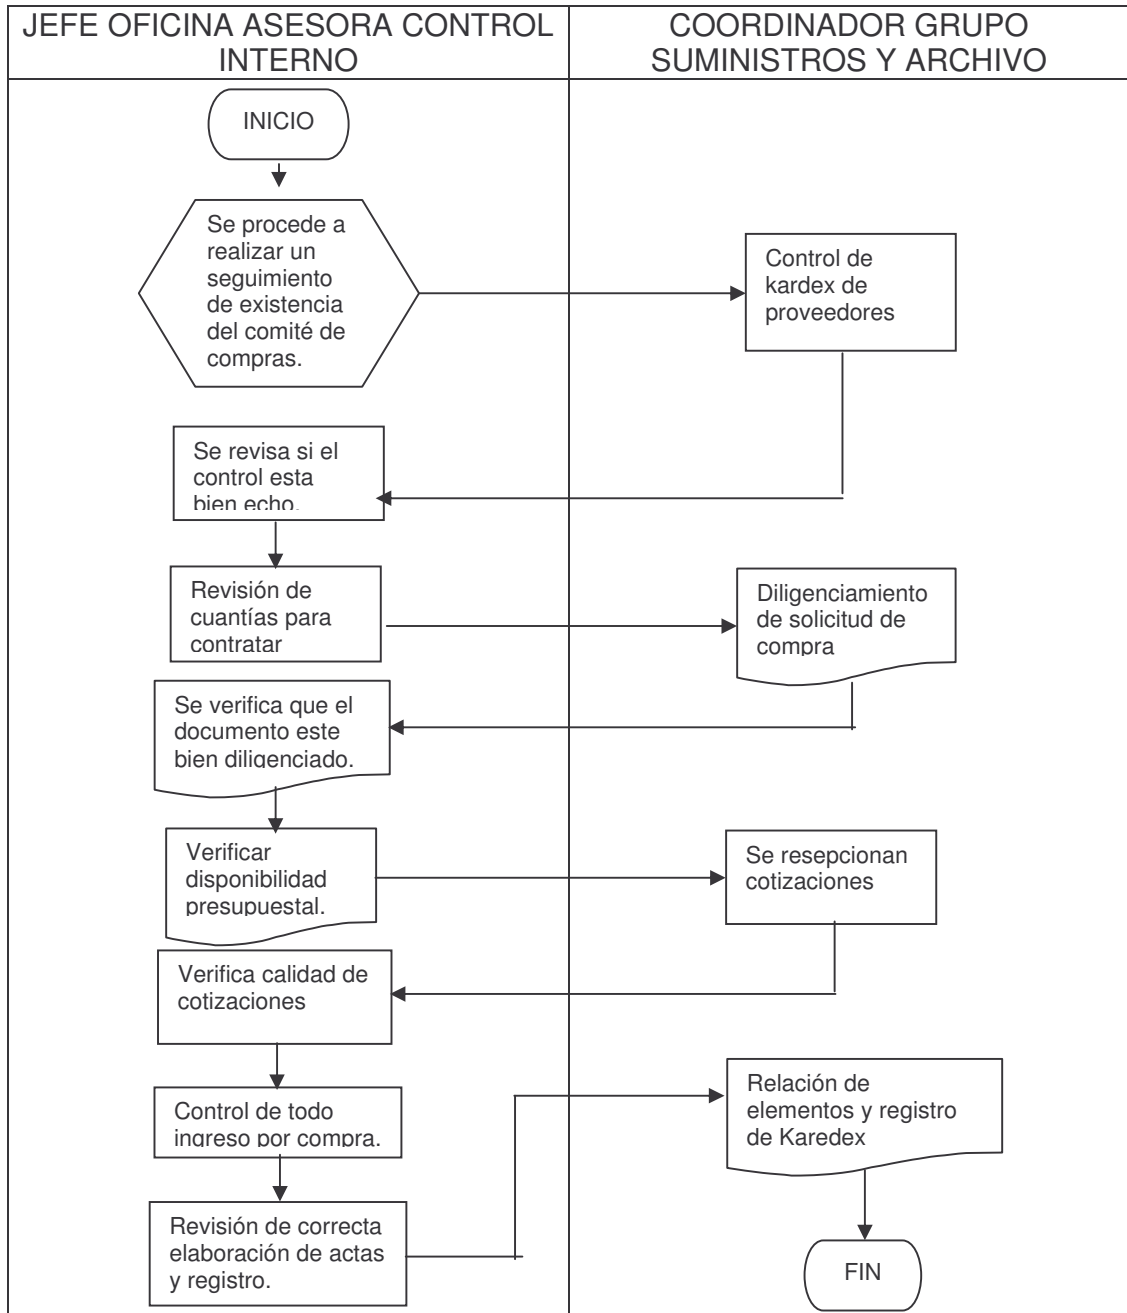 JEFE OFICINA ASESORA CONTROL
INTERNO
COORDINADOR GRUPO
SUMINISTROS Y ARCHIVO
INICIO
Se procede a
realizar un
seguimiento
de existencia
del comité de
compras.
Control de
kardex de
proveedores
Se revisa si el
control esta
bien echo.
Revisión de
cuantías para
contratar
Diligenciamiento
de solicitud de
compra
Se verifica que el
documento este
bien diligenciado.
Verificar
disponibilidad
presupuestal.
Se resepcionan
cotizaciones
Verifica calidad de
cotizaciones
Control de todo
ingreso por compra.
Revisión de correcta
elaboración de actas
y registro.
Relación de
elementos y registro
de Karedex
FIN